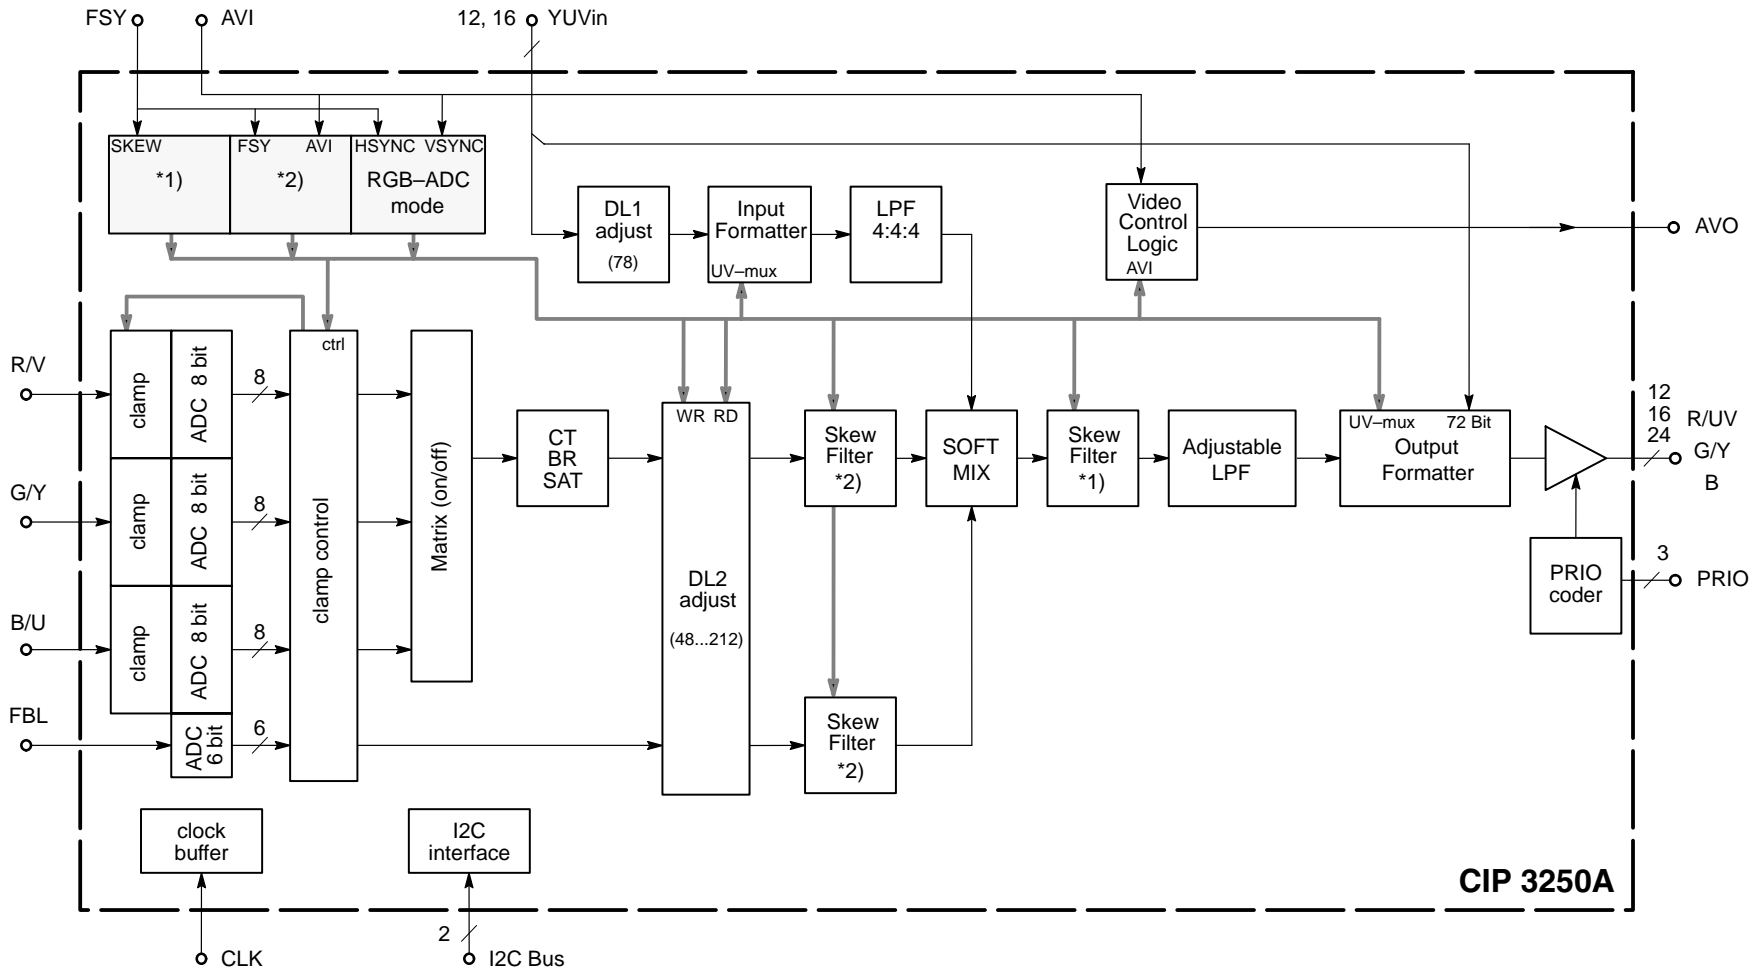 FSY
AVI
12, 16
YUVin
SKEW
*1)
FSY
AVI
*2)
HSYNC
VSYNC
RGB–ADC
mode
DL1
adjust
(78)
Input
Formatter
UV–mux
LPF
4:4:4
Video
Control
Logic
AVI
AVO
R/V
clamp
ADC 8 bit
8
G/Y
clamp
ADC 8 bit
8
B/U
clamp
ADC 8 bit
8
FBL
ADC
6 bit
6
ctrl
clamp control
Matrix (on/off)
CT
BR
SAT
WR
RD
DL2
adjust
(48...212)
Skew
Filter
*2)
Skew
Filter
*2)
SOFT
MIX
Skew
Filter
*1)
Adjustable
LPF
UV–mux
72 Bit
Output
Formatter
12
16
24
R/UV
G/Y
B
PRIO
coder
3
PRIO
clock
buffer
I2C
interface
CIP 3250A
CLK
2
I2C Bus